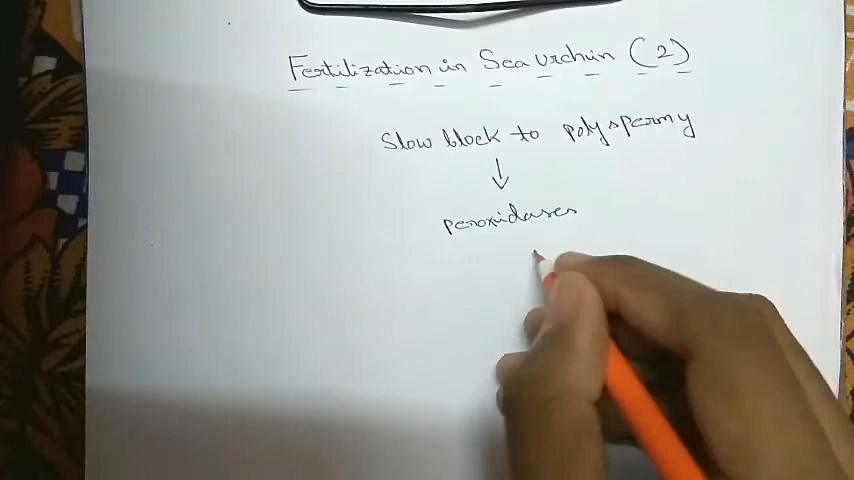 Fertilization in Sea urchin (2)
Slow block to polyspermy
↓
peroxidases